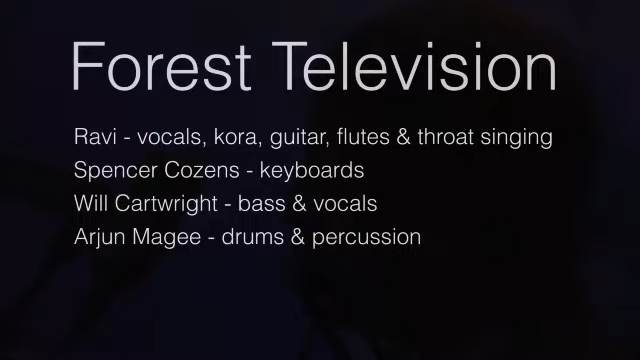 Forest Television
Ravi - vocals, kora, guitar, flutes & throat singing
Spencer Cozens - keyboards
Will Cartwright - bass & vocals
Arjun Magee - drums & percussion